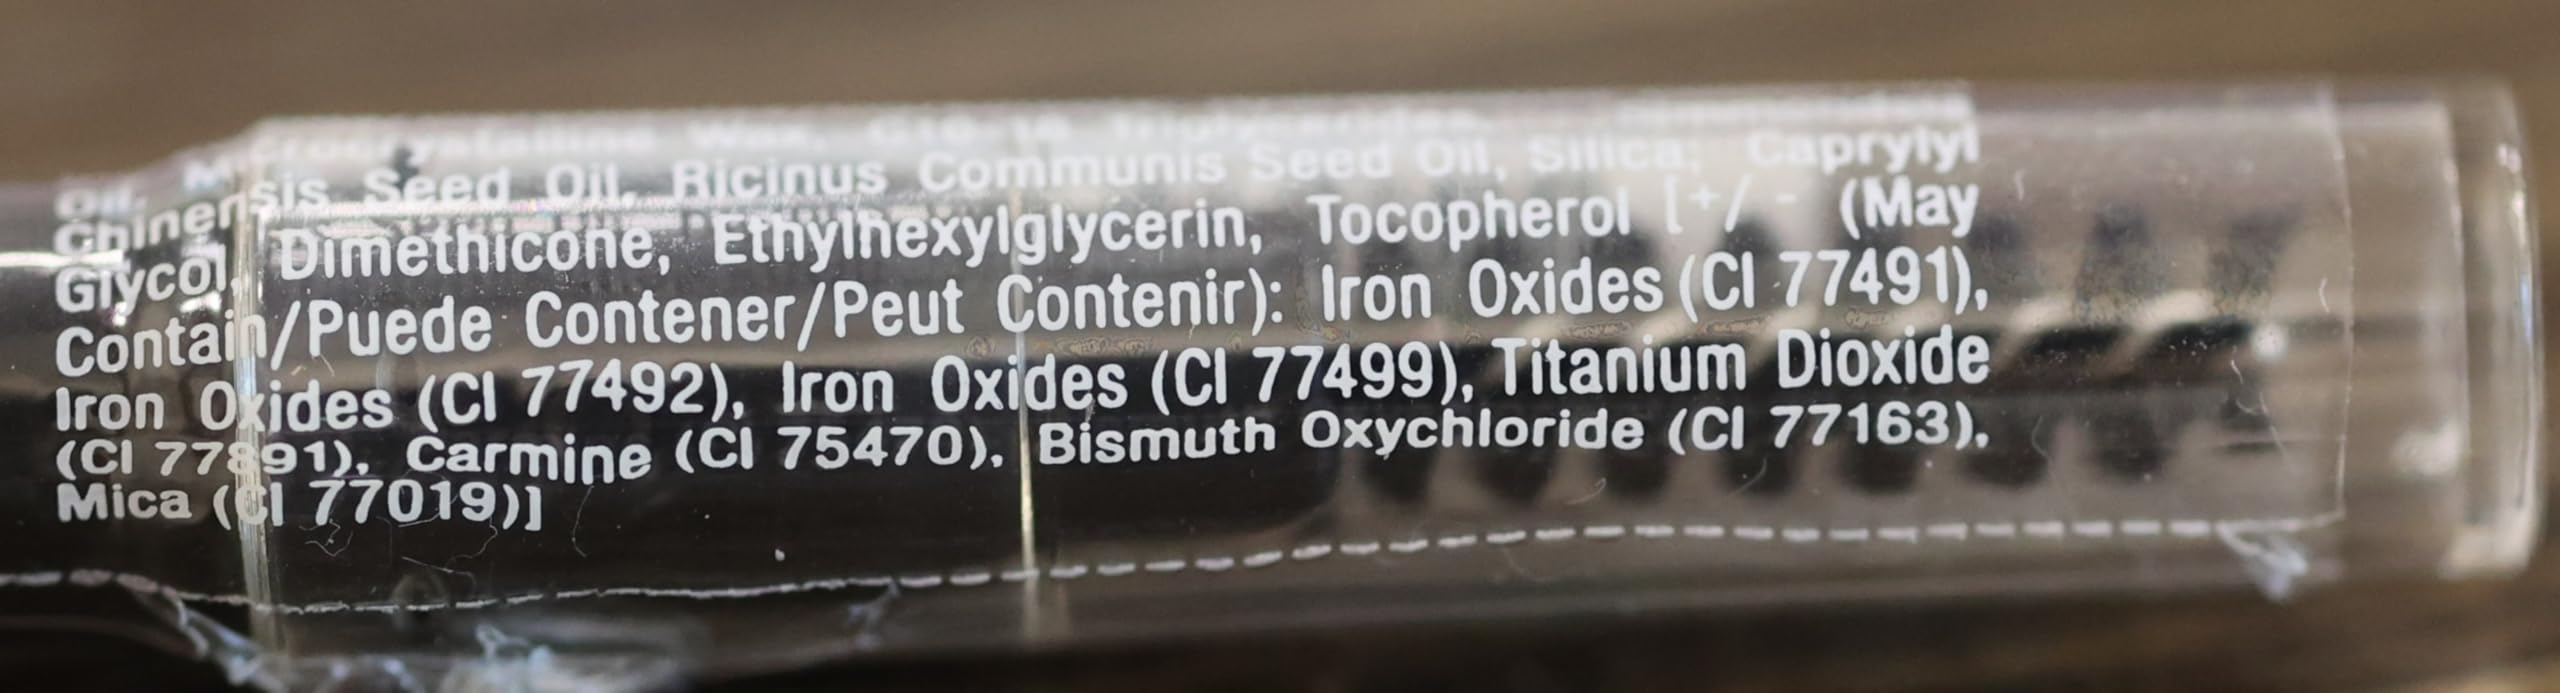 Oil, Microcrystalline Wax, C10-18 Triglycerides,
Chinensis Seed Oil, Ricinus Communis Seed Oil, Silica, Caprylyl
Glycol, Dimethicone, Ethylhexylglycerin, Tocopherol [+/- (May
Contain/Puede Contener/Peut Contenir): Iron Oxides (CI 77491),
Iron Oxides (CI 77492), Iron Oxides (CI 77499), Titanium Dioxide
(CI 77891), Carmine (CI 75470), Bismuth Oxychloride (CI 77163),
Mica (CI 77019)]